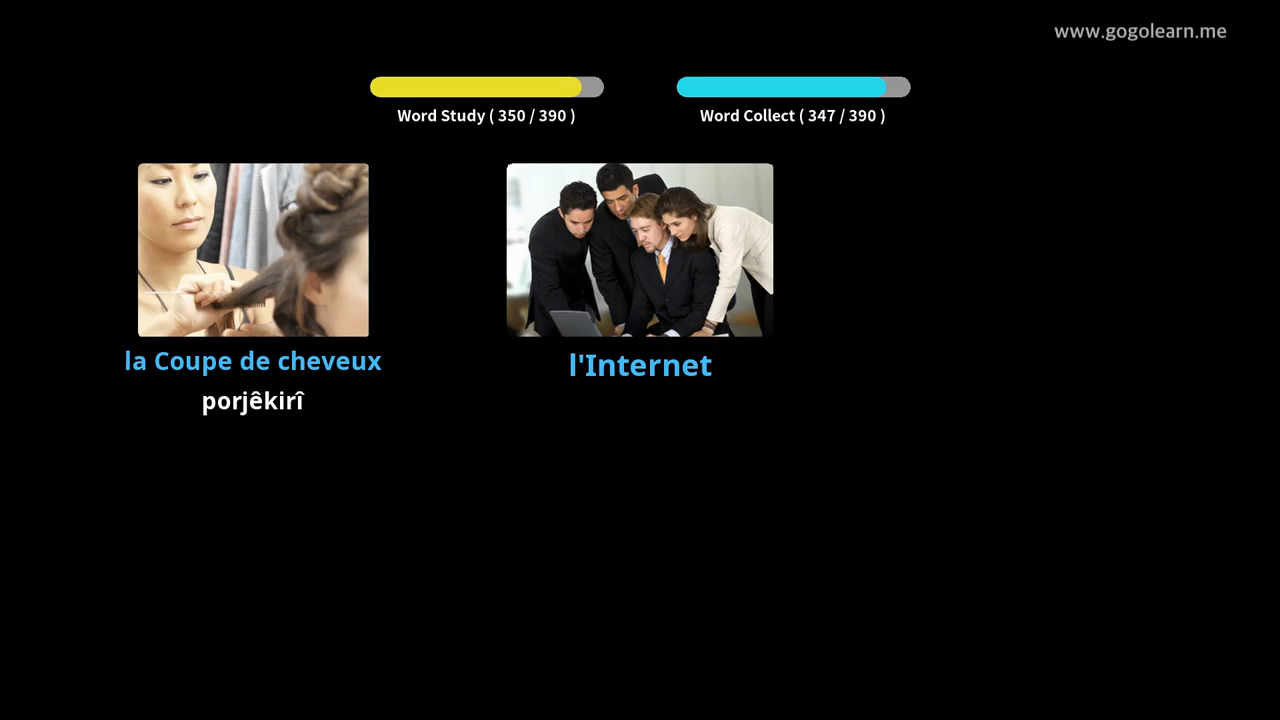 www.gogolearn.me
Word Study ( 350 / 390 )
Word Collect ( 347 / 390 )
la Coupe de cheveux
porjêkirî
l'Internet